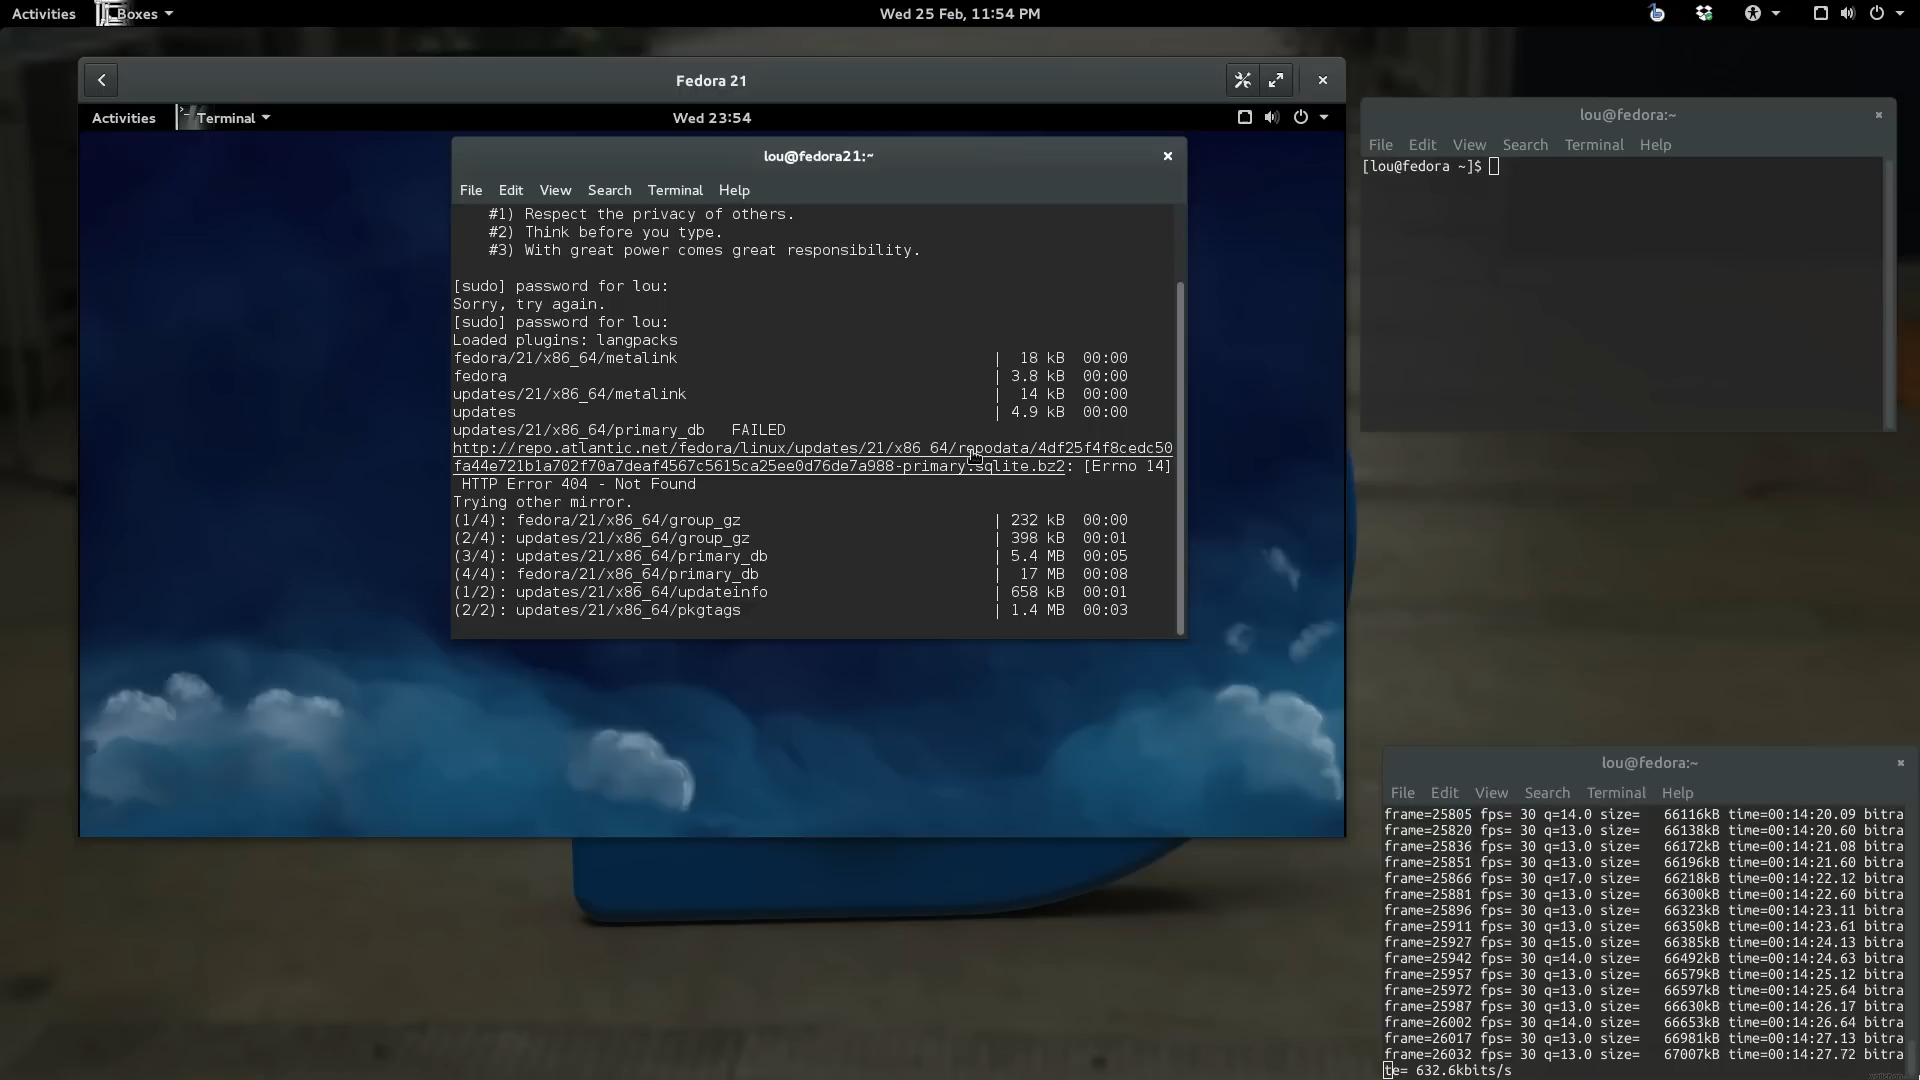 Activities Boxes Wed 25 Feb, 11:54 PM
Fedora 21
Activities Terminal Wed 23:54
lou@fedora21:~
File Edit View Search Terminal Help
#1) Respect the privacy of others.
#2) Think before you type.
#3) With great power comes great responsibility.
[sudo] password for lou:
Sorry, try again.
[sudo] password for lou:
Loaded plugins: langpacks
fedora/21/x86_64/metalink | 18 kB 00:00
fedora | 3.8 kB 00:00
updates/21/x86_64/metalink | 14 kB 00:00
updates | 4.9 kB 00:00
updates/21/x86_64/primary_db FAILED
http://repo.atlantic.net/fedora/linux/updates/21/x86_64/repodata/4df25f4f8cedc50
fa44e721b1a702f70a7deaf4567c5615ca25ee0d76de7a988-primary.sqlite.bz2: [Errno 14]
HTTP Error 404 - Not Found
Trying other mirror.
(1/4): fedora/21/x86_64/group_gz | 232 kB 00:00
(2/4): updates/21/x86_64/group_gz | 398 kB 00:01
(3/4): updates/21/x86_64/primary_db | 5.4 MB 00:05
(4/4): fedora/21/x86_64/primary_db | 17 MB 00:08
(1/2): updates/21/x86_64/updateinfo | 658 kB 00:01
(2/2): updates/21/x86_64/pkgtags | 1.4 MB 00:03
lou@fedora:~
File Edit View Search Terminal Help
[lou@fedora ~]$
lou@fedora:~
File Edit View Search Terminal Help
frame=25805 fps= 30 q=14.0 size= 66116kB time=00:14:20.09 bitra
frame=25820 fps= 30 q=13.0 size= 66138kB time=00:14:20.60 bitra
frame=25836 fps= 30 q=13.0 size= 66172kB time=00:14:21.08 bitra
frame=25851 fps= 30 q=13.0 size= 66196kB time=00:14:21.60 bitra
frame=25866 fps= 30 q=17.0 size= 66218kB time=00:14:22.12 bitra
frame=25881 fps= 30 q=13.0 size= 66300kB time=00:14:22.60 bitra
frame=25896 fps= 30 q=13.0 size= 66323kB time=00:14:23.11 bitra
frame=25911 fps= 30 q=13.0 size= 66350kB time=00:14:23.61 bitra
frame=25927 fps= 30 q=15.0 size= 66385kB time=00:14:24.13 bitra
frame=25942 fps= 30 q=14.0 size= 66492kB time=00:14:24.63 bitra
frame=25957 fps= 30 q=13.0 size= 66579kB time=00:14:25.12 bitra
frame=25972 fps= 30 q=13.0 size= 66597kB time=00:14:25.64 bitra
frame=25987 fps= 30 q=13.0 size= 66630kB time=00:14:26.17 bitra
frame=26002 fps= 30 q=14.0 size= 66653kB time=00:14:26.64 bitra
frame=26017 fps= 30 q=13.0 size= 66981kB time=00:14:27.13 bitra
frame=26032 fps= 30 q=13.0 size= 67007kB time=00:14:27.72 bitra
te= 632.6kbits/s